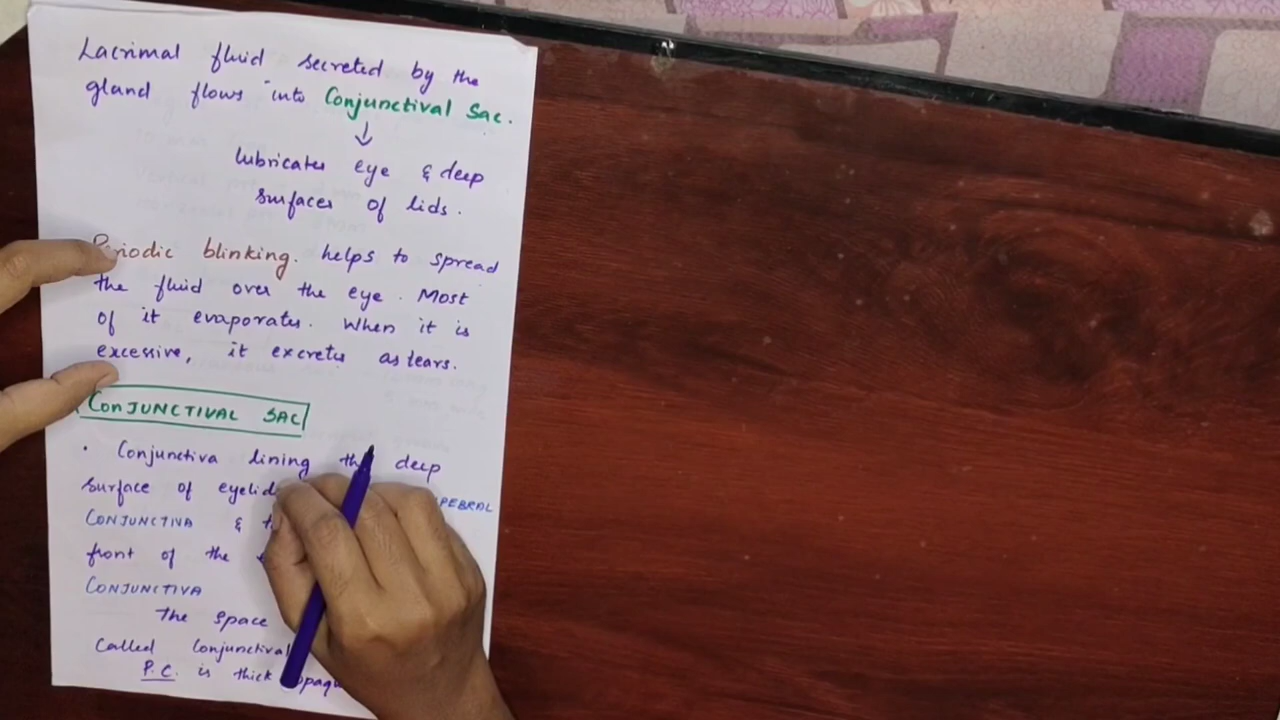 Lacrimal fluid secreted by the
gland flows into Conjunctival Sac.
↓
lubricates eye & deep
surfaces of lids.
Periodic blinking. helps to spread
the fluid over the eye. Most
of it evaporates. When it is
excessive, it excretes as tears.
CONJUNCTIVAL SAC
· Conjunctiva lining the deep
surface of eyelid
CONJUNCTIVA &
front of the
CONJUNCTIVA
The space
Called Conjunctival
P.C. is thick